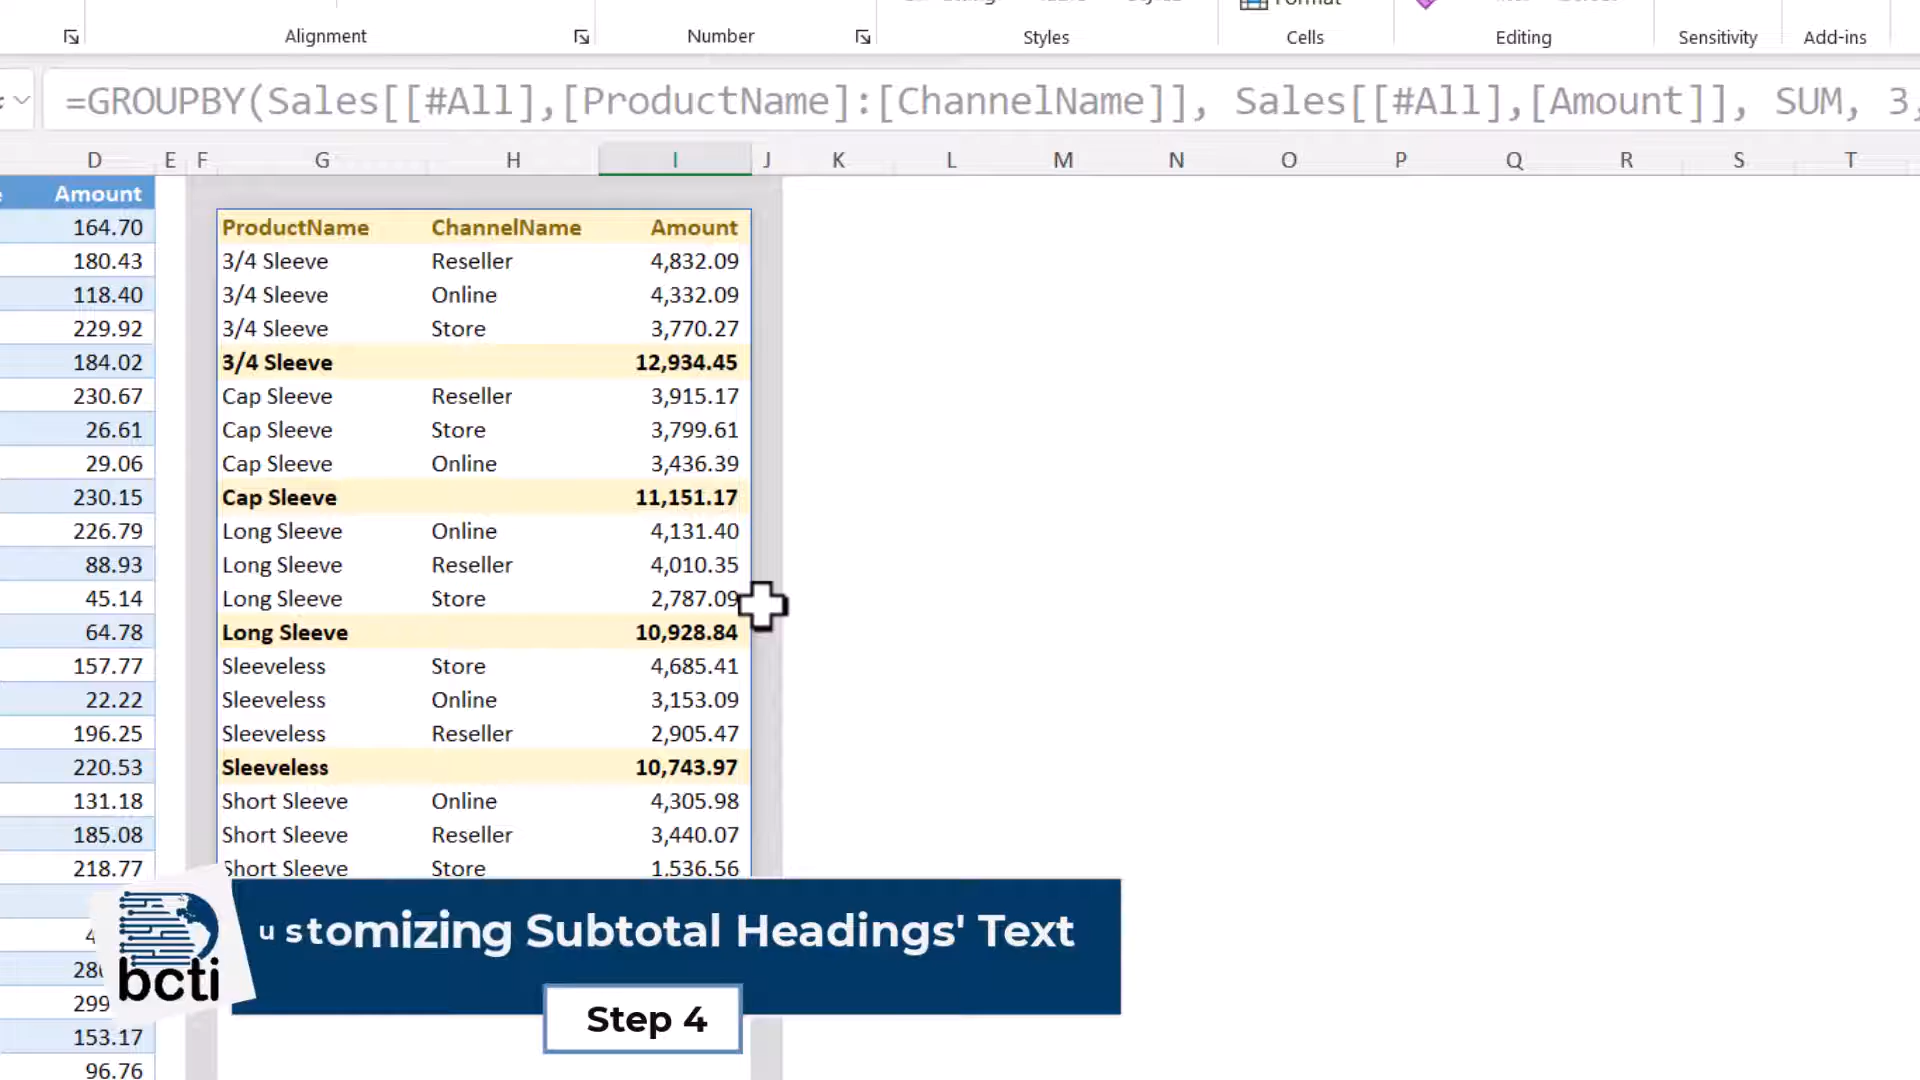 Format
Alignment Number Styles Cells Editing Sensitivity Add-ins
=GROUPBY(Sales[[#All],[ProductName]:[ChannelName]], Sales[[#All],[Amount]], SUM, 3,
D E F G H I J K L M N O P Q R S T
Amount
164.70 ProductName ChannelName Amount
180.43 3/4 Sleeve Reseller 4,832.09
118.40 3/4 Sleeve Online 4,332.09
229.92 3/4 Sleeve Store 3,770.27
184.02 3/4 Sleeve 12,934.45
230.67 Cap Sleeve Reseller 3,915.17
26.61 Cap Sleeve Store 3,799.61
29.06 Cap Sleeve Online 3,436.39
230.15 Cap Sleeve 11,151.17
226.79 Long Sleeve Online 4,131.40
88.93 Long Sleeve Reseller 4,010.35
45.14 Long Sleeve Store 2,787.09
64.78 Long Sleeve 10,928.84
157.77 Sleeveless Store 4,685.41
22.22 Sleeveless Online 3,153.09
196.25 Sleeveless Reseller 2,905.47
220.53 Sleeveless 10,743.97
131.18 Short Sleeve Online 4,305.98
185.08 Short Sleeve Reseller 3,440.07
218.77 Short Sleeve Store 1,536.56
ustomizing Subtotal Headings' Text
bcti
299
Step 4
153.17
96.76